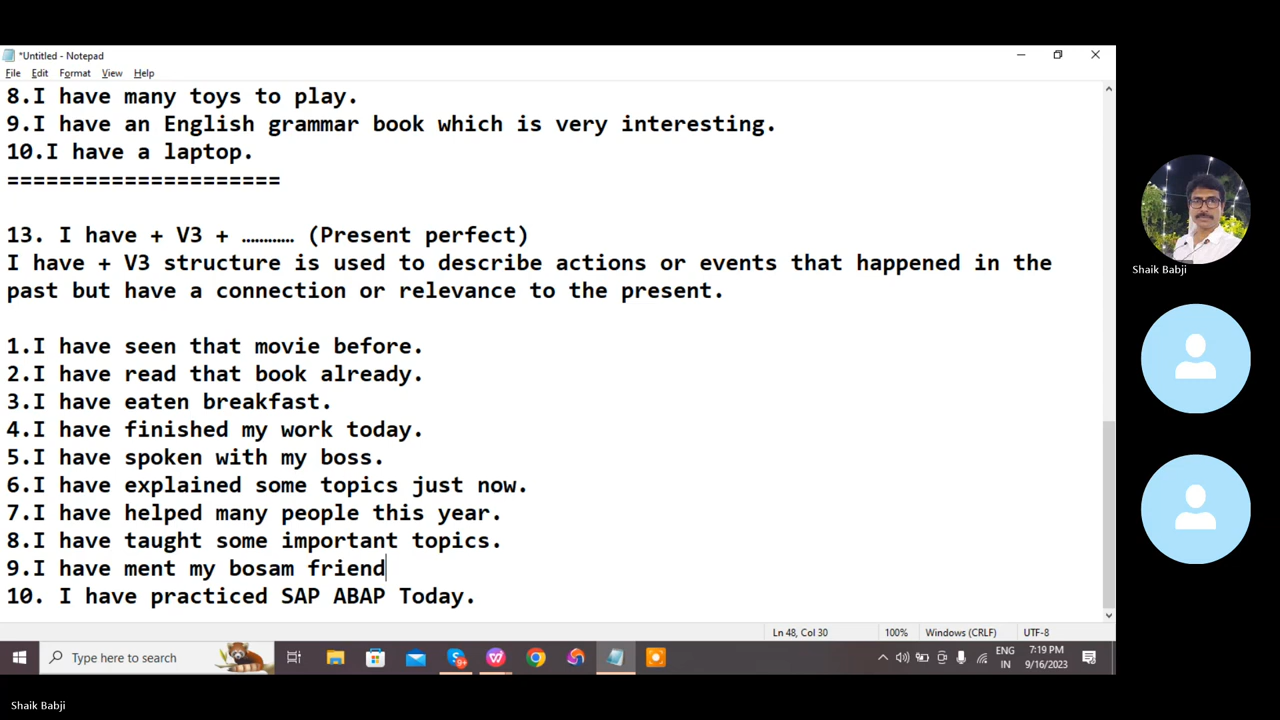 *Untitled - Notepad
File Edit Format View Help
8.I have many toys to play.
9.I have an English grammar book which is very interesting.
10.I have a laptop.
=====================
13. I have + V3 + ………… (Present perfect)
I have + V3 structure is used to describe actions or events that happened in the
past but have a connection or relevance to the present.
1.I have seen that movie before.
2.I have read that book already.
3.I have eaten breakfast.
4.I have finished my work today.
5.I have spoken with my boss.
6.I have explained some topics just now.
7.I have helped many people this year.
8.I have taught some important topics.
9.I have ment my bosam friend
10. I have practiced SAP ABAP Today.
Ln 48, Col 30 100% Windows (CRLF) UTF-8
Type here to search
ENG
IN
7:19 PM
9/16/2023
Shaik Babji
Shaik Babji